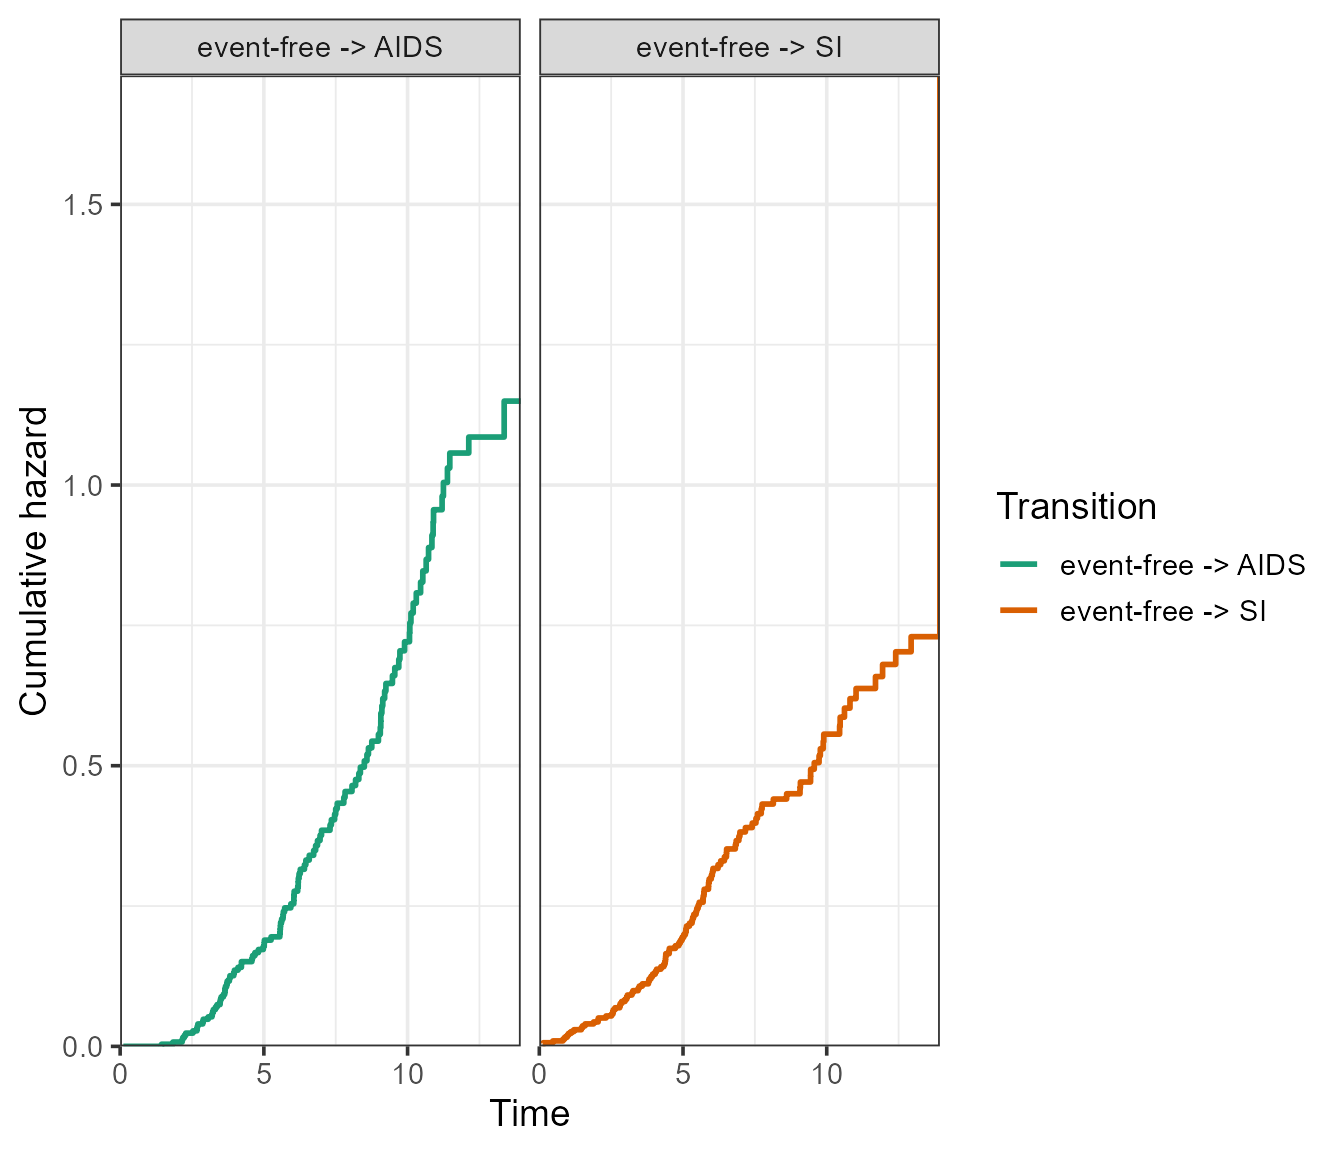 event-free -> AIDS
event-free -> SI
Cumulative hazard
1.5
1.0
0.5
0.0
0
5
10
0
5
10
Time
Transition
event-free -> AIDS
event-free -> SI